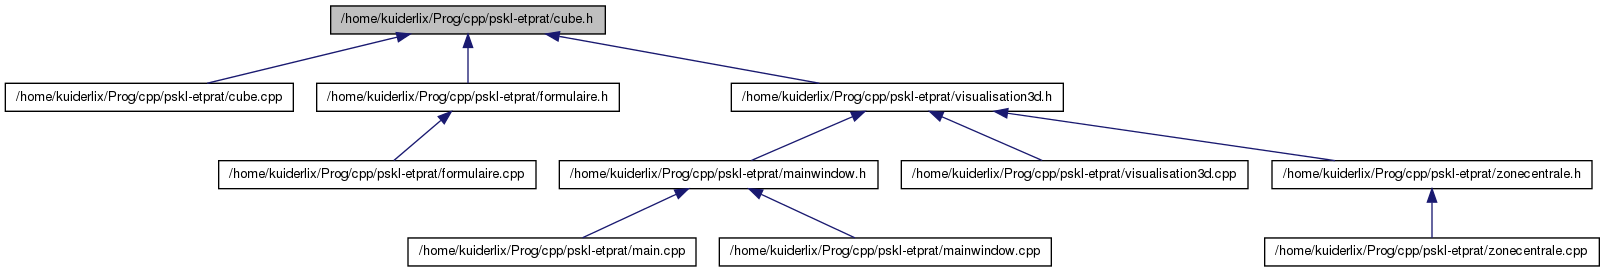 /home/kuiderlix/Prog/cpp/pskl-etprat/cube.h
/home/kuiderlix/Prog/cpp/pskl-etprat/cube.cpp
/home/kuiderlix/Prog/cpp/pskl-etprat/formulaire.h
/home/kuiderlix/Prog/cpp/pskl-etprat/visualisation3d.h
/home/kuiderlix/Prog/cpp/pskl-etprat/formulaire.cpp
/home/kuiderlix/Prog/cpp/pskl-etprat/mainwindow.h
/home/kuiderlix/Prog/cpp/pskl-etprat/visualisation3d.cpp
/home/kuiderlix/Prog/cpp/pskl-etprat/zonecentrale.h
/home/kuiderlix/Prog/cpp/pskl-etprat/main.cpp
/home/kuiderlix/Prog/cpp/pskl-etprat/mainwindow.cpp
/home/kuiderlix/Prog/cpp/pskl-etprat/zonecentrale.cpp